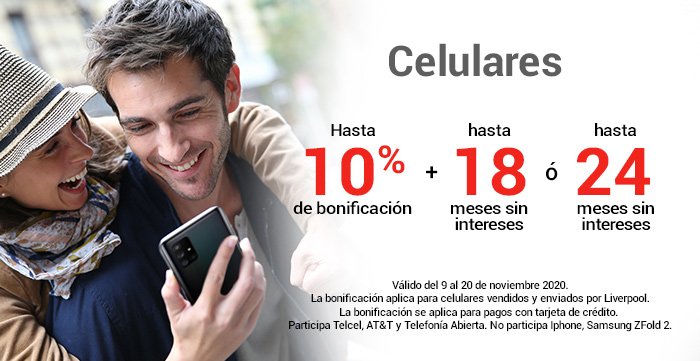 Celulares
Hasta
10%
de bonificación
+
hasta
18
meses sin
intereses
ó
hasta
24
meses sin
intereses
Válido del 9 al 20 de noviembre 2020.
La bonificación aplica para celulares vendidos y enviados por Liverpool.
La bonificación se aplica para pagos con tarjeta de crédito.
Participa Telcel, AT&T y Telefonía Abierta. No participa Iphone, Samsung ZFold 2.